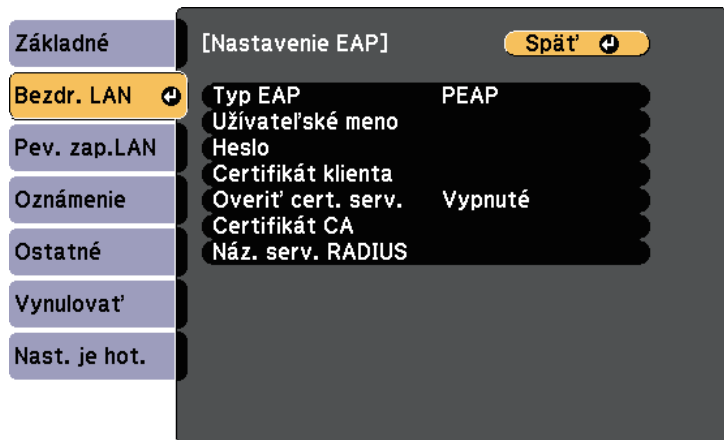 Základné
Bezdr. LAN
Pev. zap.LAN
Oznámenie
Ostatné
Vynulovať
Nast. je hot.
[Nastavenie EAP] Späť
Typ EAP PEAP
Užívateľské meno
Heslo
Certifikát klienta
Overiť cert. serv. Vypnuté
Certifikát CA
Náz. serv. RADIUS